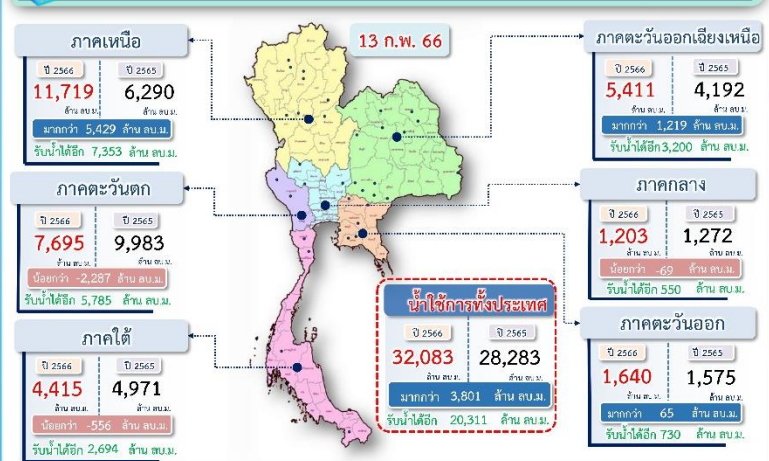 13 ก.พ. 66
ภาคเหนือ
ปี 2566 ปี 2565
11,719 6,290
ล้าน ลบ.ม. ล้าน ลบ.ม.
มากกว่า 5,429 ล้าน ลบ.ม.
รับน้ำได้อีก 7,353 ล้าน ลบ.ม.
ภาคตะวันออกเฉียงเหนือ
ปี 2566 ปี 2565
5,411 4,192
ล้าน ลบ.ม. ล้าน ลบ.ม.
มากกว่า 1,219 ล้าน ลบ.ม.
รับน้ำได้อีก 3,200 ล้าน ลบ.ม.
ภาคตะวันตก
ปี 2566 ปี 2565
7,695 9,983
ล้าน ลบ.ม. ล้าน ลบ.ม.
น้อยกว่า -2,287 ล้าน ลบ.ม.
รับน้ำได้อีก 5,785 ล้าน ลบ.ม.
ภาคกลาง
ปี 2566 ปี 2565
1,203 1,272
ล้าน ลบ.ม. ล้าน ลบ.ม.
น้อยกว่า -69 ล้าน ลบ.ม.
รับน้ำได้อีก 550 ล้าน ลบ.ม.
ภาคใต้
ปี 2566 ปี 2565
4,415 4,971
ล้าน ลบ.ม. ล้าน ลบ.ม.
น้อยกว่า -556 ล้าน ลบ.ม.
รับน้ำได้อีก 2,694 ล้าน ลบ.ม.
น้ำใช้การทั้งประเทศ
ปี 2566 ปี 2565
32,083 28,283
ล้าน ลบ.ม. ล้าน ลบ.ม.
มากกว่า 3,801 ล้าน ลบ.ม.
รับน้ำได้อีก 20,311 ล้าน ลบ.ม.
ภาคตะวันออก
ปี 2566 ปี 2565
1,640 1,575
ล้าน ลบ.ม. ล้าน ลบ.ม.
มากกว่า 65 ล้าน ลบ.ม.
รับน้ำได้อีก 730 ล้าน ลบ.ม.